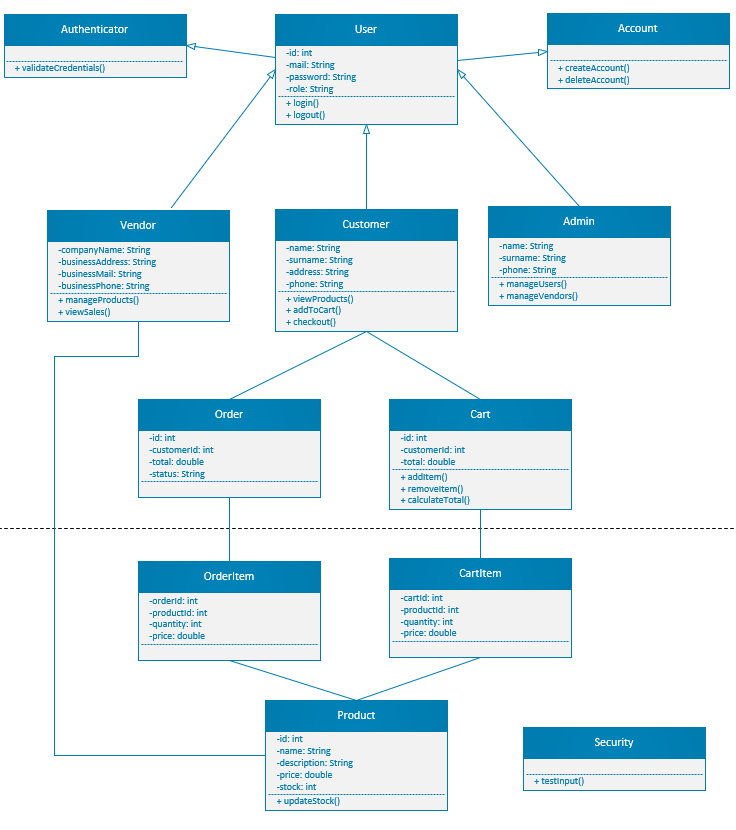 Authenticator
+ validateCredentials()
User
-id: int
-mail: String
-password: String
-role: String
+ login()
+ logout()
Account
+ createAccount()
+ deleteAccount()
Vendor
-companyName: String
-businessAddress: String
-businessMail: String
-businessPhone: String
+ manageProducts()
+ viewSales()
Customer
-name: String
-surname: String
-address: String
-phone: String
+ viewProducts()
+ addToCart()
+ checkout()
Admin
-name: String
-surname: String
-phone: String
+ manageUsers()
+ manageVendors()
Order
-id: int
-customerId: int
-total: double
-status: String
Cart
-id: int
-customerId: int
-total: double
+ addItem()
+ removeItem()
+ calculateTotal()
OrderItem
-orderId: int
-productId: int
-quantity: int
-price: double
CartItem
-cartId: int
-productId: int
-quantity: int
-price: double
Product
-id: int
-name: String
-description: String
-price: double
-stock: int
+ updateStock()
Security
+ testInput()